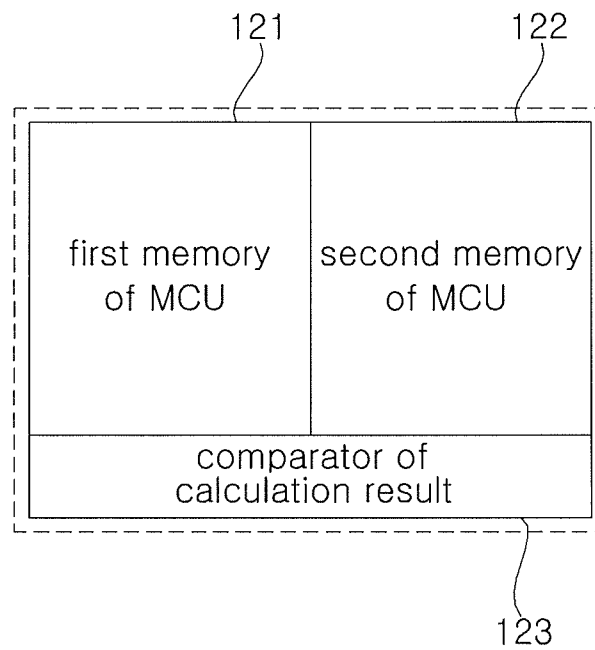 121
122
first memory
of MCU
second memory
of MCU
comparator of
calculation result
123